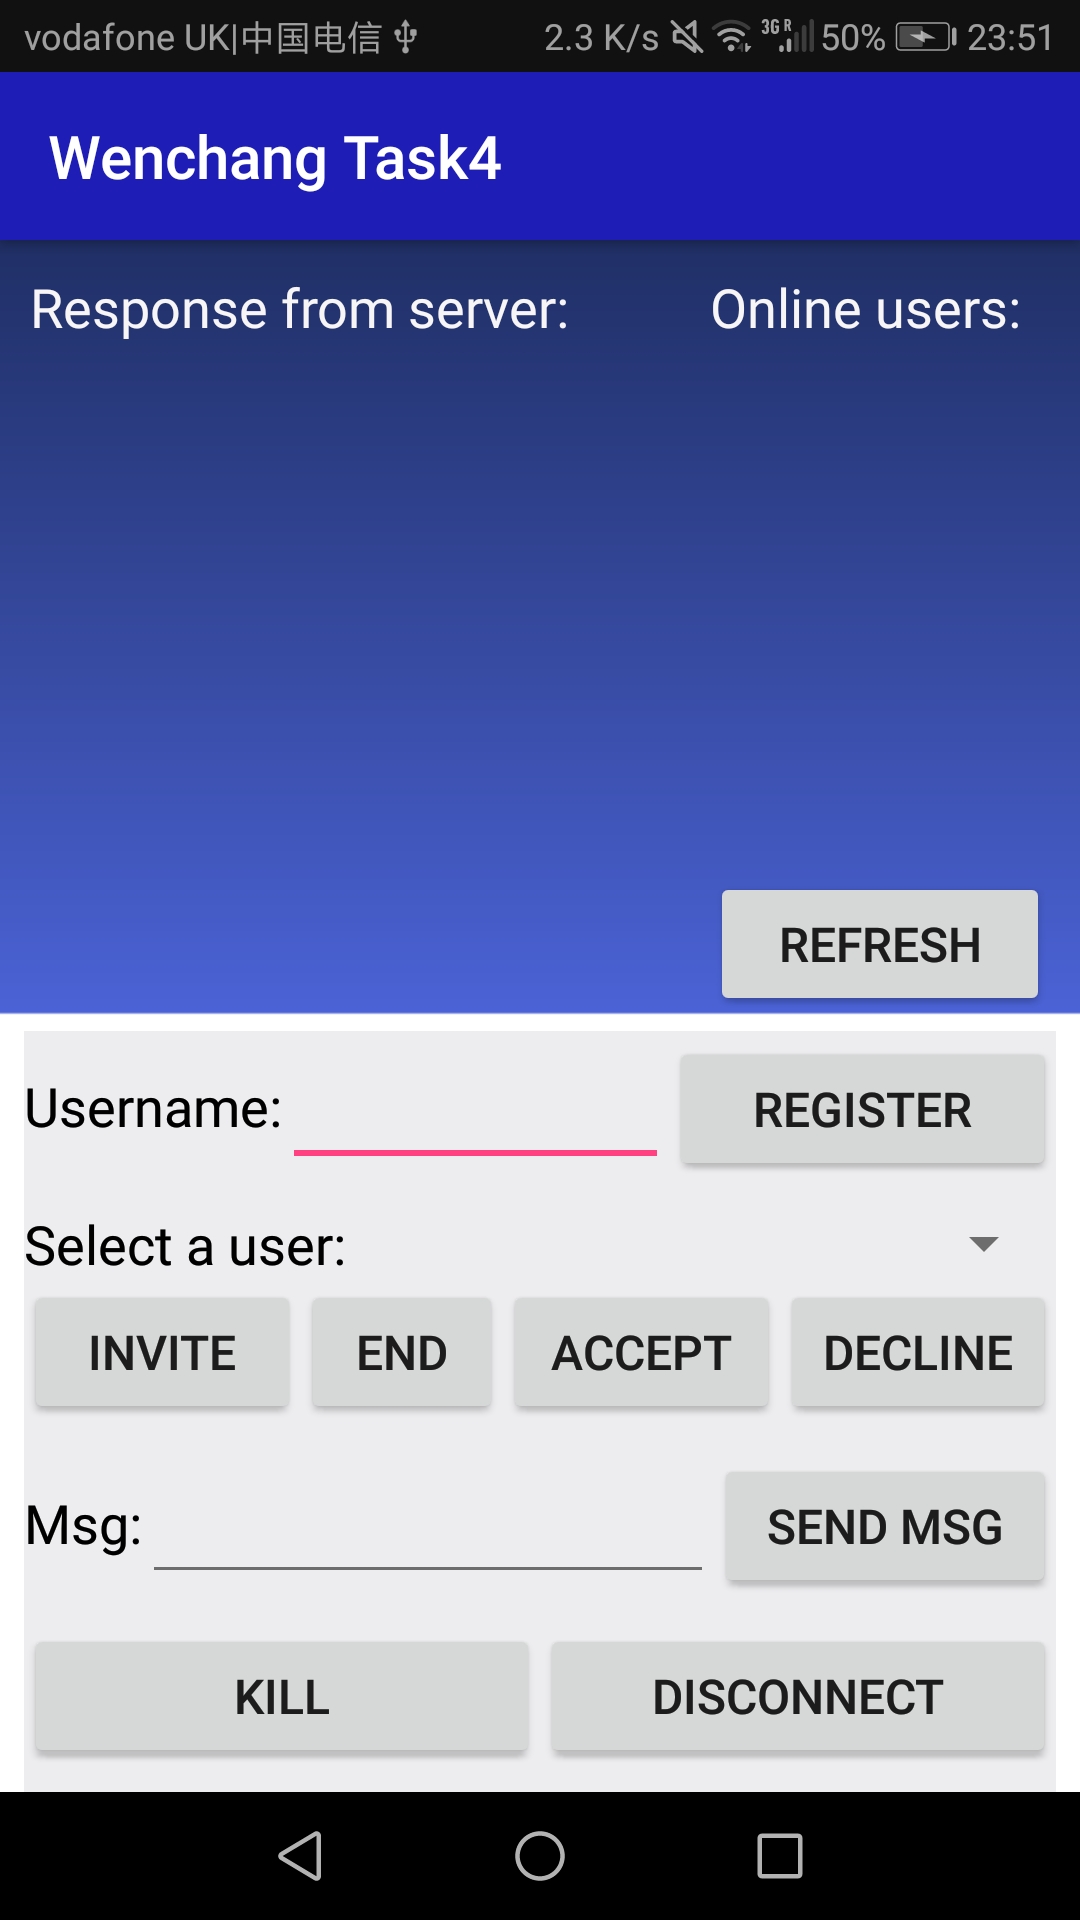 vodafone UK|中国电信 2.3 K/s 3G R 50% 23:51
Wenchang Task4
Response from server: Online users:
REFRESH
Username: REGISTER
Select a user:
INVITE END ACCEPT DECLINE
Msg: SEND MSG
KILL DISCONNECT